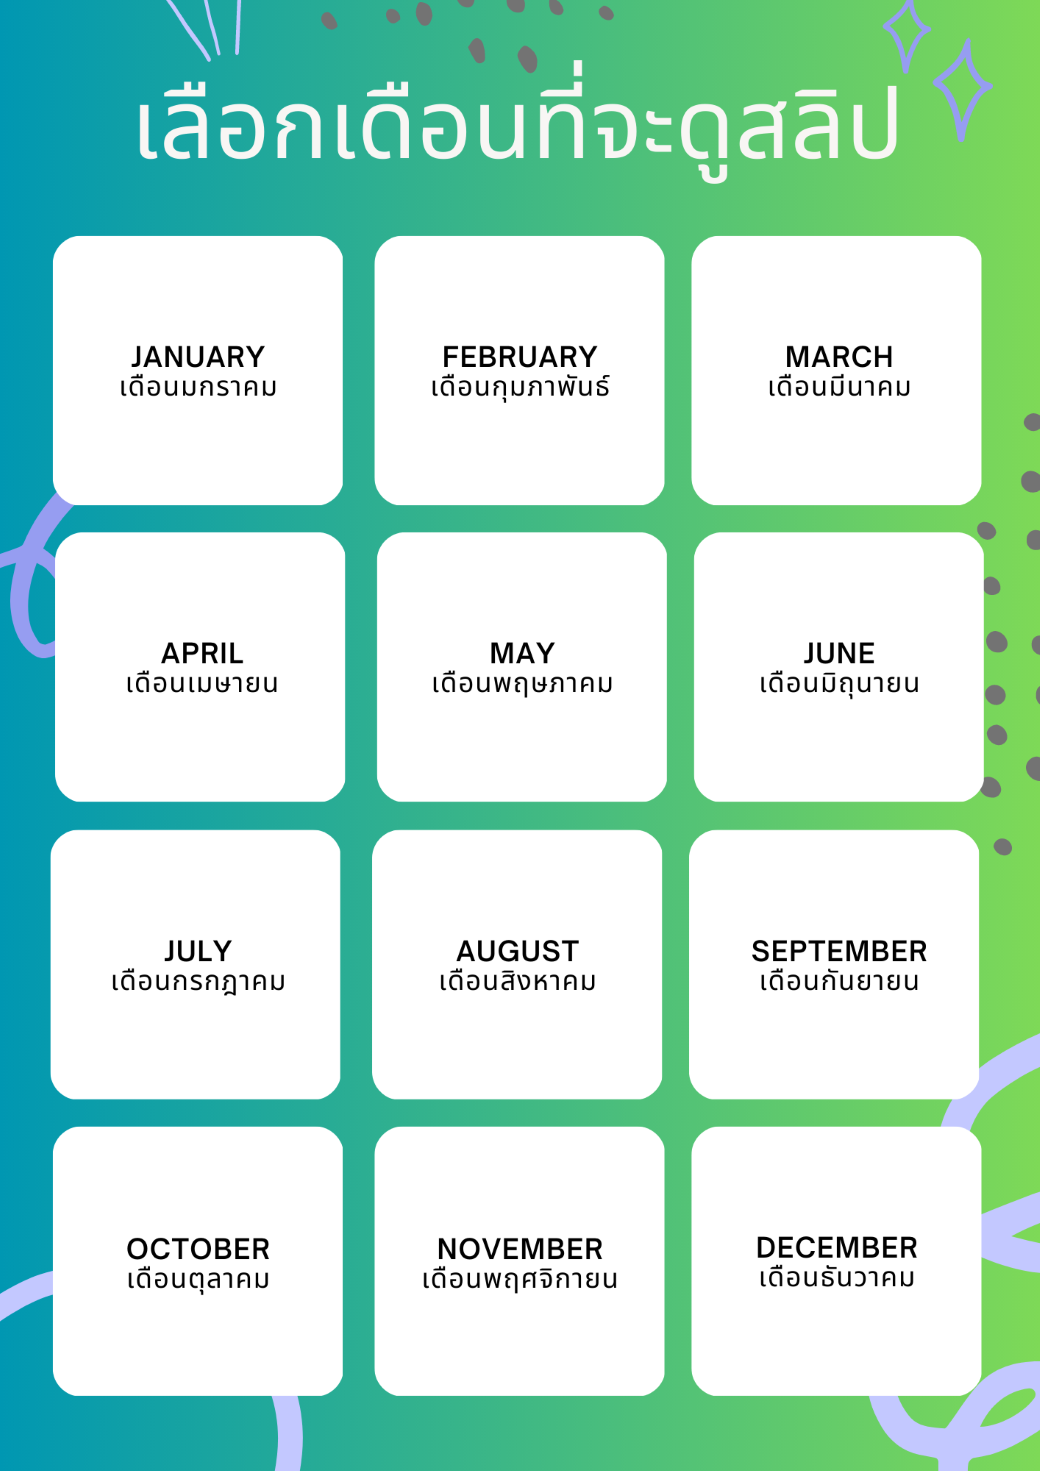 เลือกเดือนที่จะดูสลิป
JANUARY
เดือนมกราคม
FEBRUARY
เดือนกุมภาพันธ์
MARCH
เดือนมีนาคม
APRIL
เดือนเมษายน
MAY
เดือนพฤษภาคม
JUNE
เดือนมิถุนายน
JULY
เดือนกรกฎาคม
AUGUST
เดือนสิงหาคม
SEPTEMBER
เดือนกันยายน
OCTOBER
เดือนตุลาคม
NOVEMBER
เดือนพฤศจิกายน
DECEMBER
เดือนธันวาคม